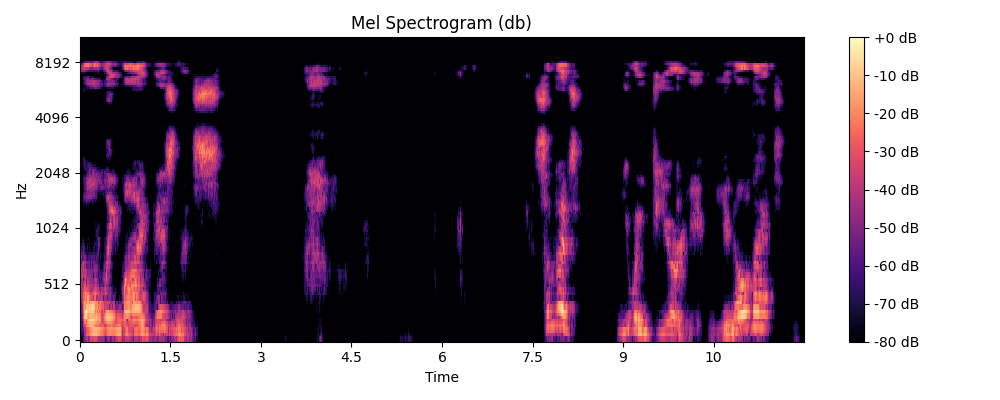 Mel Spectrogram (db)
8192
4096
2048
1024
512
0
Hz
0 1.5 3 4.5 6 7.5 9 10
Time
+0 dB
-10 dB
-20 dB
-30 dB
-40 dB
-50 dB
-60 dB
-70 dB
-80 dB